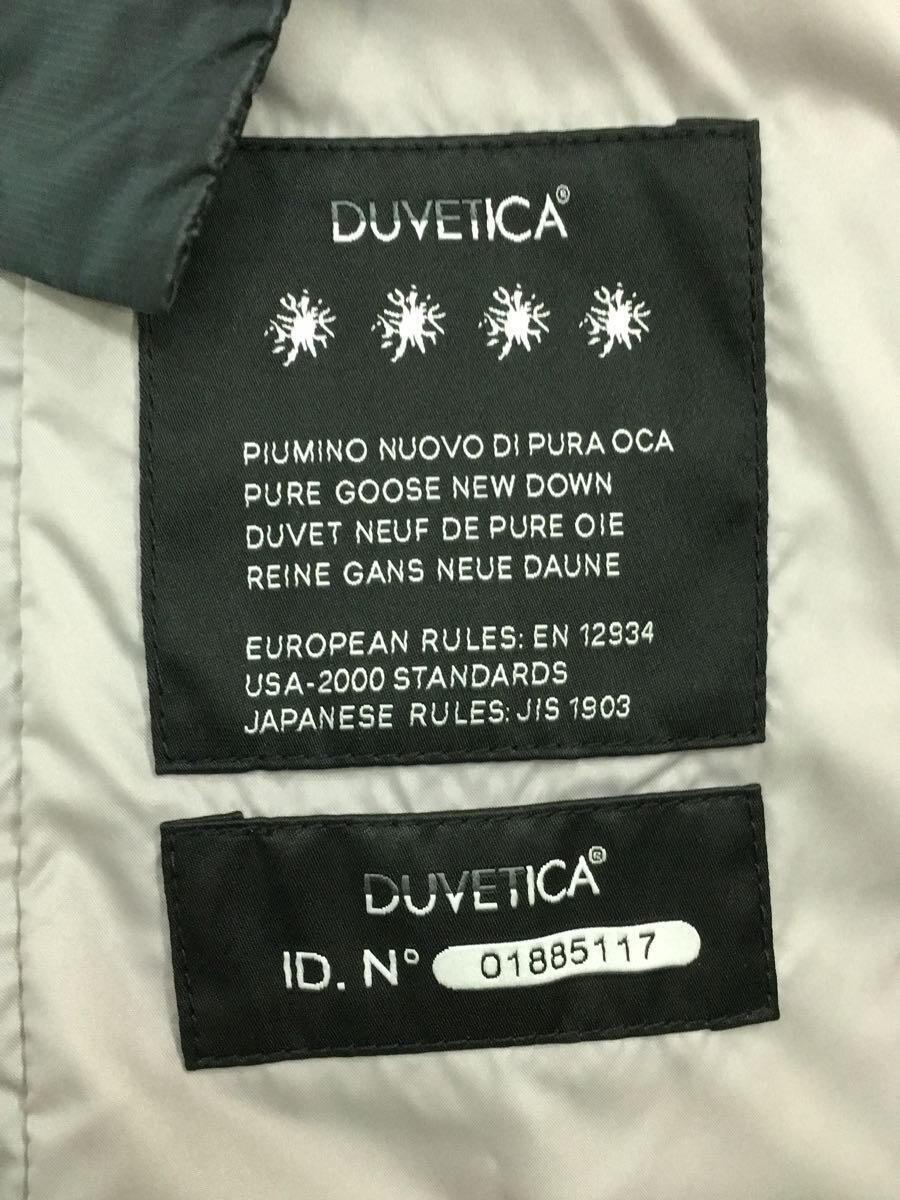 DUVETICA®
PIUMINO NUOVO DI PURA OCA
PURE GOOSE NEW DOWN
DUVET NEUF DE PURE OIE
REINE GANS NEUE DAUNE
EUROPEAN RULES: EN 12934
USA-2000 STANDARDS
JAPANESE RULES: JIS 1903
DUVETICA®
ID. N° 01885117